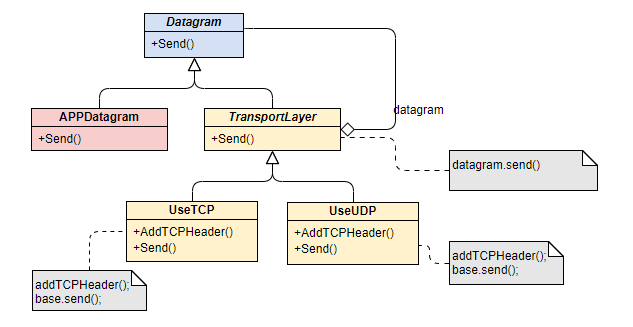 Datagram
+Send()
APPDatagram
+Send()
TransportLayer
+Send()
datagram
datagram.send()
UseTCP
+AddTCPHeader()
+Send()
UseUDP
+AddTCPHeader()
+Send()
addTCPHeader();
base.send();
addTCPHeader();
base.send();